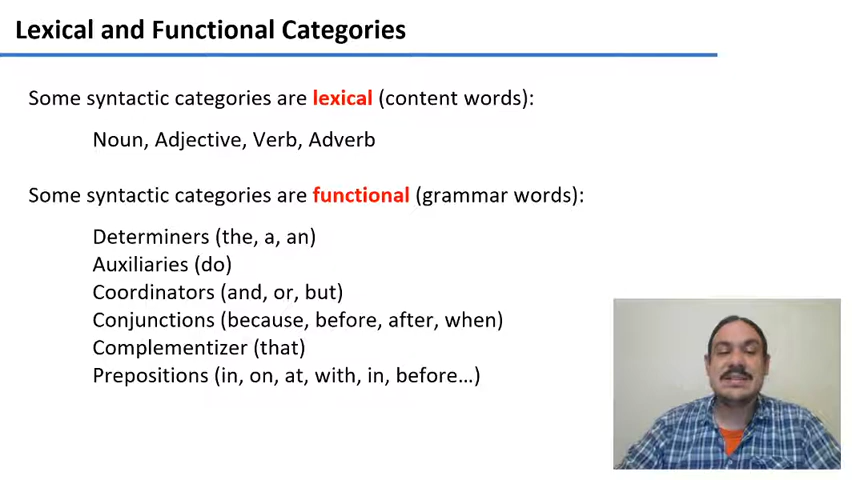 Lexical and Functional Categories
Some syntactic categories are lexical (content words):
Noun, Adjective, Verb, Adverb
Some syntactic categories are functional (grammar words):
Determiners (the, a, an)
Auxiliaries (do)
Coordinators (and, or, but)
Conjunctions (because, before, after, when)
Complementizer (that)
Prepositions (in, on, at, with, in, before…)